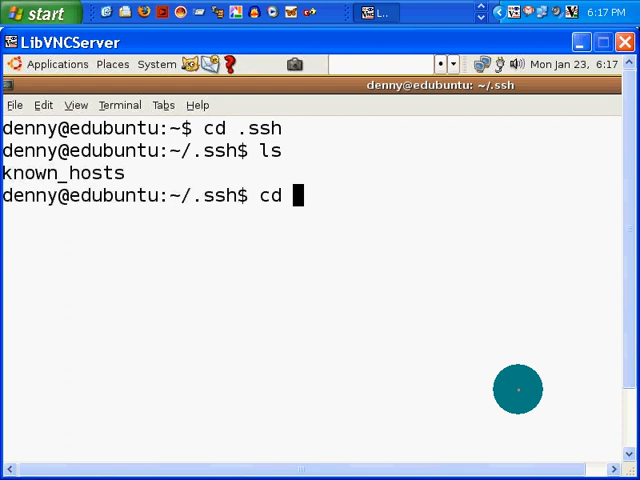 start
L...
6:17 PM
LibVNCServer
Applications Places System
Mon Jan 23, 6:17
denny@edubuntu: ~/.ssh
File Edit View Terminal Tabs Help
denny@edubuntu:~$ cd .ssh
denny@edubuntu:~/.ssh$ ls
known_hosts
denny@edubuntu:~/.ssh$ cd